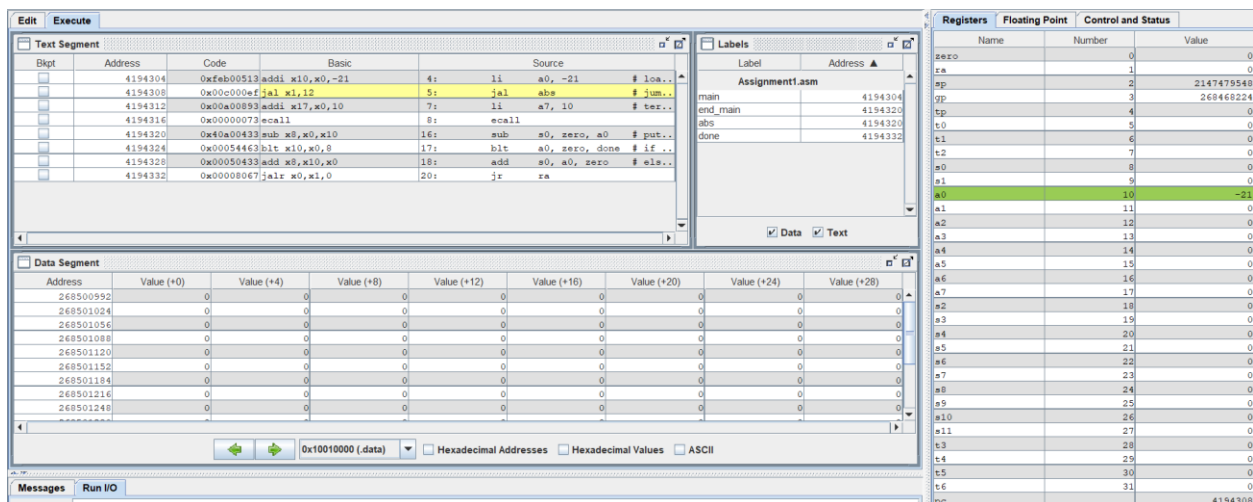 Edit Execute
Text Segment
Bkpt Address Code Basic Source
4194304 0xfeb00513 addi x10,x0,-21 4: li a0, -21 # loa..
4194308 0x00c000ef jal x1,12 5: jal abs # jum..
4194312 0x00a00893 addi x17,x0,10 7: li a7, 10 # ter..
4194316 0x00000073 ecall 8: ecall
4194320 0x40a00433 sub x8,x0,x10 16: sub s0, zero, a0 # put..
4194324 0x00054463 blt x10,x0,8 17: blt a0, zero, done # if ..
4194328 0x00050433 add x8,x10,x0 18: add s0, a0, zero # els..
4194332 0x00008067 jalr x0,x1,0 20: jr ra
Labels
Label Address ▲
Assignment1.asm
main 4194304
end_main 4194320
abs 4194320
done 4194332
Data Text
Data Segment
Address Value (+0) Value (+4) Value (+8) Value (+12) Value (+16) Value (+20) Value (+24) Value (+28)
268500992 0 0 0 0 0 0 0 0
268501024 0 0 0 0 0 0 0 0
268501056 0 0 0 0 0 0 0 0
268501088 0 0 0 0 0 0 0 0
268501120 0 0 0 0 0 0 0 0
268501152 0 0 0 0 0 0 0 0
268501184 0 0 0 0 0 0 0 0
268501216 0 0 0 0 0 0 0 0
268501248 0 0 0 0 0 0 0 0
0x10010000 (.data) Hexadecimal Addresses Hexadecimal Values ASCII
Messages Run I/O
Registers Floating Point Control and Status
Name Number Value
zero 0 0
ra 1 0
sp 2 2147479548
gp 3 268468224
tp 4 0
t0 5 0
t1 6 0
t2 7 0
s0 8 0
s1 9 0
a0 10 -21
a1 11 0
a2 12 0
a3 13 0
a4 14 0
a5 15 0
a6 16 0
a7 17 0
s2 18 0
s3 19 0
s4 20 0
s5 21 0
s6 22 0
s7 23 0
s8 24 0
s9 25 0
s10 26 0
s11 27 0
t3 28 0
t4 29 0
t5 30 0
t6 31 0
pc 4194308